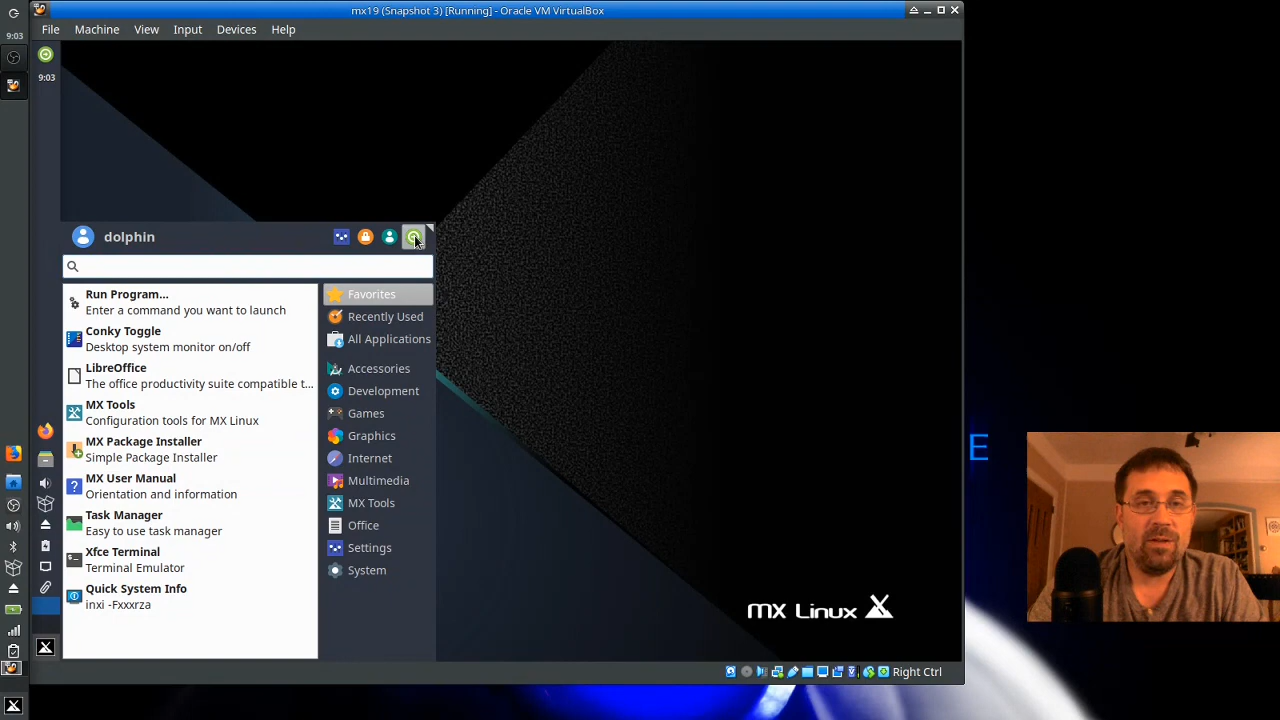 mx19 (Snapshot 3) [Running] - Oracle VM VirtualBox
9:03
File Machine View Input Devices Help
9:03
dolphin
Run Program...
Enter a command you want to launch
Conky Toggle
Desktop system monitor on/off
LibreOffice
The office productivity suite compatible t...
MX Tools
Configuration tools for MX Linux
MX Package Installer
Simple Package Installer
MX User Manual
Orientation and information
Task Manager
Easy to use task manager
Xfce Terminal
Terminal Emulator
Quick System Info
inxi -Fxxxrza
Favorites
Recently Used
All Applications
Accessories
Development
Games
Graphics
Internet
Multimedia
MX Tools
Office
Settings
System
E
MX Linux
Right Ctrl